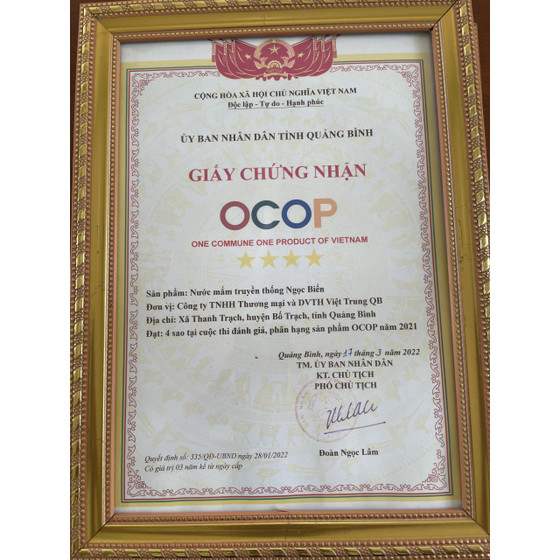 CỘNG HÒA XÃ HỘI CHỦ NGHĨA VIỆT NAM
Độc lập - Tự do - Hạnh phúc
ỦY BAN NHÂN DÂN TỈNH QUẢNG BÌNH
GIẤY CHỨNG NHẬN
OCOP
ONE COMMUNE ONE PRODUCT OF VIETNAM
Sản phẩm: Nước mắm truyền thống Ngọc Biển
Đơn vị: Công ty TNHH Thương mại và DVTH Việt Trung QB
Địa chỉ: Xã Thanh Trạch, huyện Bố Trạch, tỉnh Quảng Bình
Đạt: 4 sao tại cuộc thi đánh giá, phân hạng sản phẩm OCOP năm 2021
Quảng Bình, ngày 17 tháng 3 năm 2022
TM. ỦY BAN NHÂN DÂN
KT. CHỦ TỊCH
PHÓ CHỦ TỊCH
Quyết định số: 335/QĐ-UBND ngày 28/01/2022
Có giá trị 03 năm kể từ ngày cấp
Đoàn Ngọc Lâm